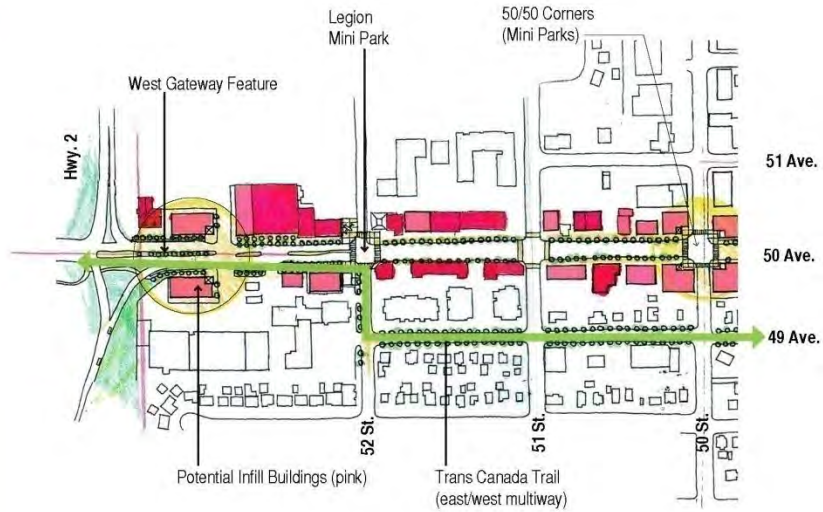 Legion
Mini Park
50/50 Corners
(Mini Parks)
West Gateway Feature
Hwy. 2
51 Ave.
50 Ave.
49 Ave.
52 St.
51 St.
50 St.
Potential Infill Buildings (pink)
Trans Canada Trail
(east/west multiway)